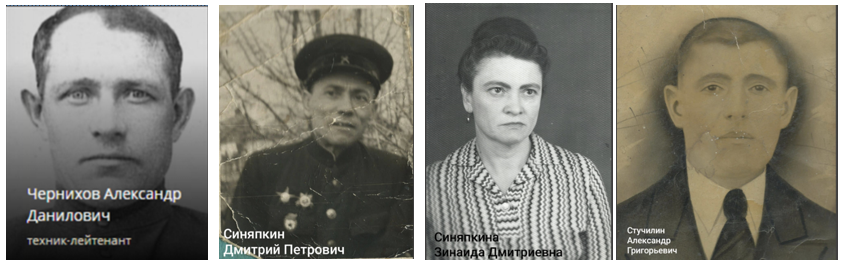 Чернихов Александр
Данилович
техник-лейтенант
Синяпкин
Дмитрий Петрович
Синяпкина
Зинаида Дмитриевна
Стучилин
Александр
Григорьевич